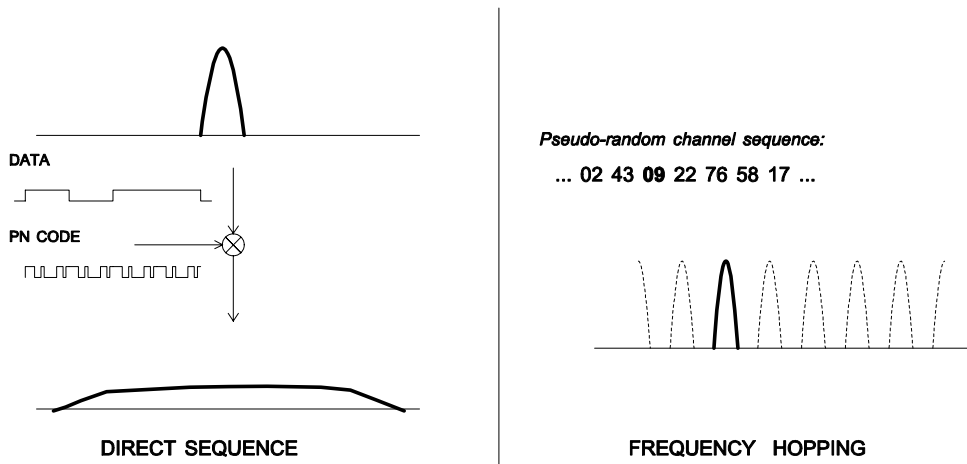 DATA
PN CODE
DIRECT SEQUENCE
Pseudo-random channel sequence:
... 02 43 09 22 76 58 17 ...
FREQUENCY HOPPING